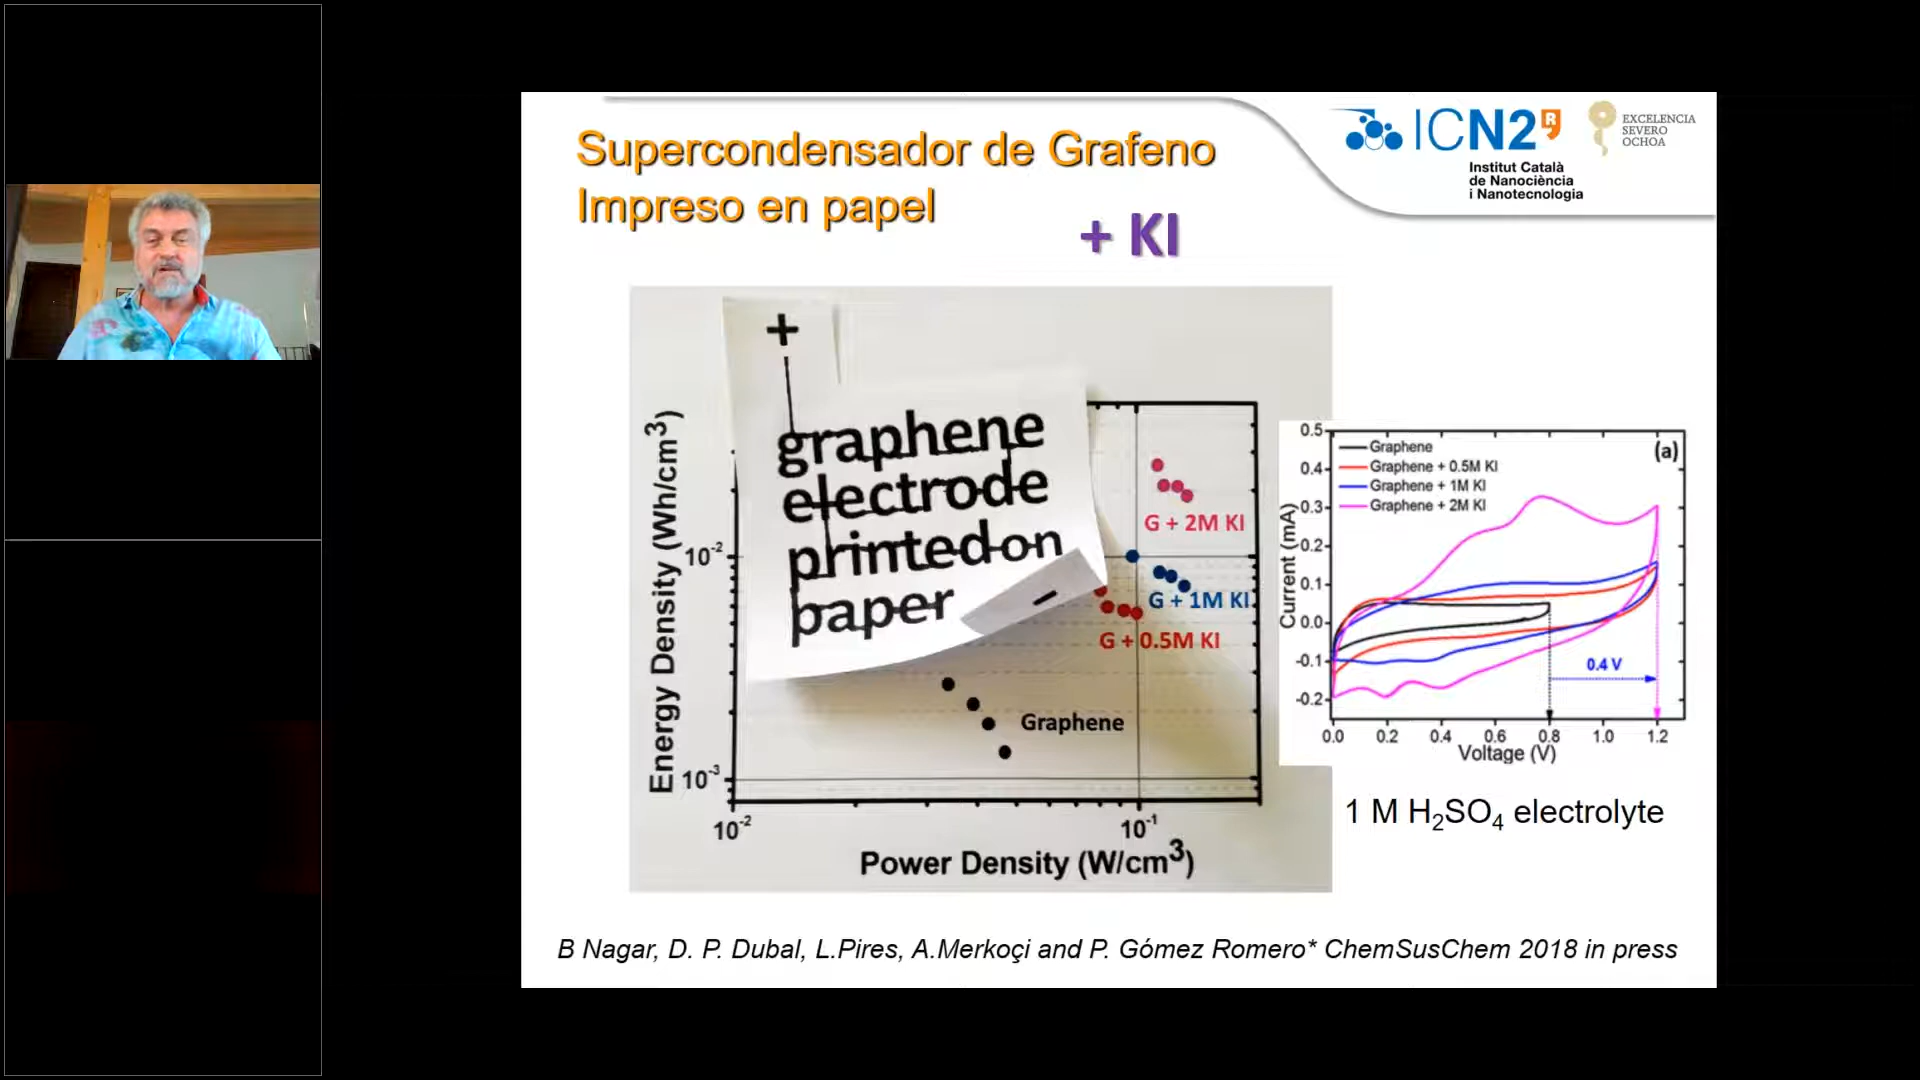 Supercondensador de Grafeno
Impreso en papel
+ KI
ICN2
R
Institut Català
de Nanociència
i Nanotecnologia
EXCELENCIA
SEVERO
OCHOA
+
graphene
electrode
printed on
paper
-
Energy Density (Wh/cm³)
10⁻²
10⁻³
G + 2M KI
G + 1M KI
G + 0.5M KI
Graphene
10⁻²
10⁻¹
Power Density (W/cm³)
(a)
Graphene
Graphene + 0.5M KI
Graphene + 1M KI
Graphene + 2M KI
Current (mA)
0.5
0.4
0.3
0.2
0.1
0.0
-0.1
-0.2
0.4 V
0.0 0.2 0.4 0.6 0.8 1.0 1.2
Voltage (V)
1 M H₂SO₄ electrolyte
B Nagar, D. P. Dubal, L.Pires, A.Merkoçi and P. Gómez Romero* ChemSusChem 2018 in press